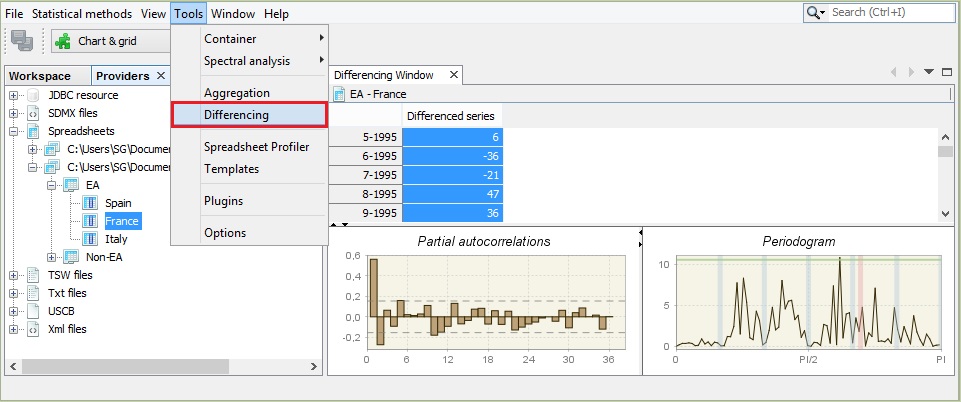 File Statistical methods View Tools Window Help
Search (Ctrl+I)
Chart & grid
Workspace Providers
JDBC resource
SDMX files
Spreadsheets
C:\Users\SG\Docume
C:\Users\SG\Docume
EA
Spain
France
Italy
Non-EA
TSW files
Txt files
USCB
Xml files
Container
Spectral analysis
Aggregation
Differencing
Spreadsheet Profiler
Templates
Plugins
Options
Differencing Window
EA - France
Differenced series
5-1995 6
6-1995 -36
7-1995 -21
8-1995 47
9-1995 36
Partial autocorrelations
0,6
0,4
0,2
0,0
-0,2
0 6 12 18 24 30 36
Periodogram
10
5
0
0 PI/2 PI